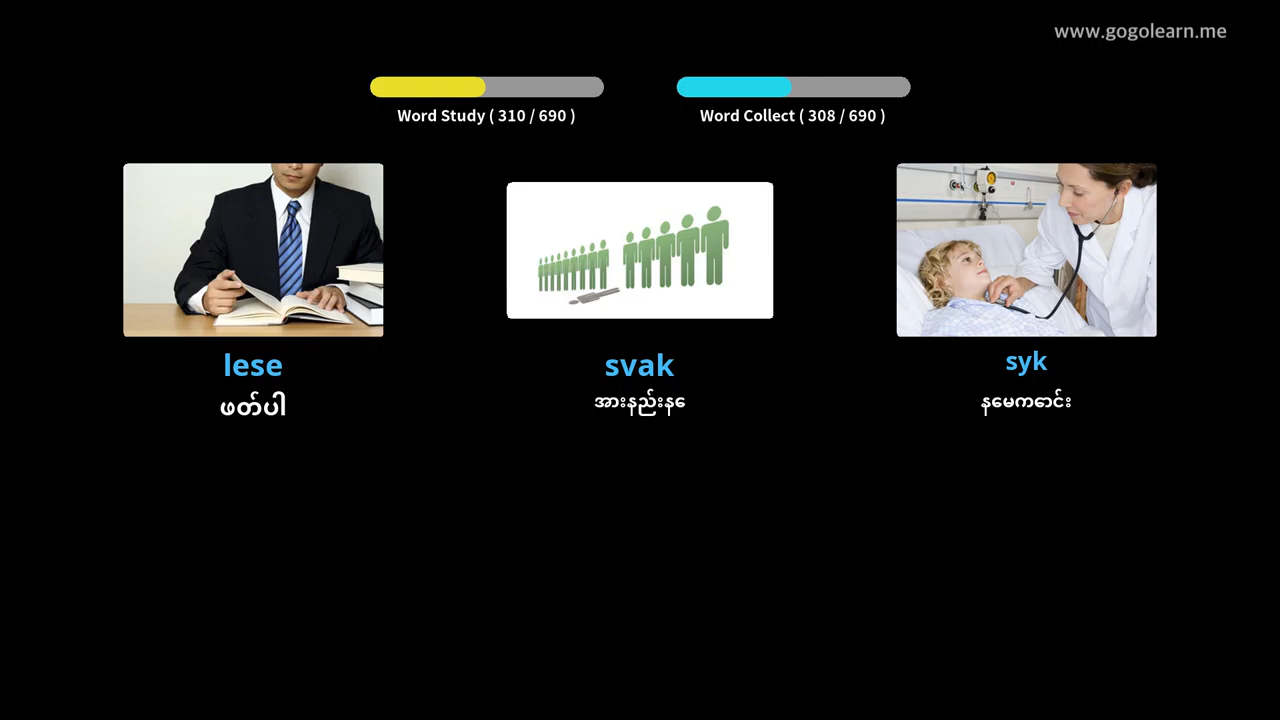 www.gogolearn.me
Word Study ( 310 / 690 )
Word Collect ( 308 / 690 )
lese
svak
syk
ဖတ်ပါ
အားနည်းနေ
နေမကောင်း